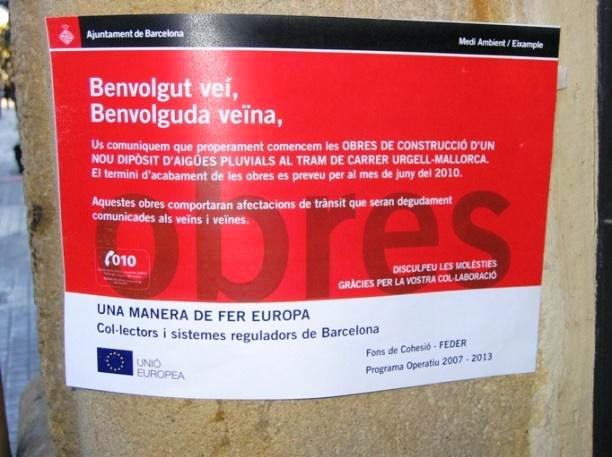 Ajuntament de Barcelona
Medi Ambient / Eixample
Benvolgut veí,
Benvolguda veïna,
Us comuniquem que properament comencem les OBRES DE CONSTRUCCIÓ D'UN
NOU DIPÒSIT D'AIGÜES PLUVIALS AL TRAM DE CARRER URGELL-MALLORCA.
El termini d'acabament de les obres es preveu per al mes de juny del 2010.
Aquestes obres comportaran afectacions de trànsit que seran degudament
comunicades als veïns i veïnes.
obres
010
DISCULPEU LES MOLÈSTIES
GRÀCIES PER LA VOSTRA COL·LABORACIÓ
UNA MANERA DE FER EUROPA
Col·lectors i sistemes reguladors de Barcelona
UNIÓ
EUROPEA
Fons de Cohesió - FEDER
Programa Operatiu 2007 - 2013